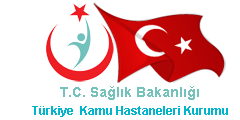 T.C. Sağlık Bakanlığı
Türkiye Kamu Hastaneleri Kurumu